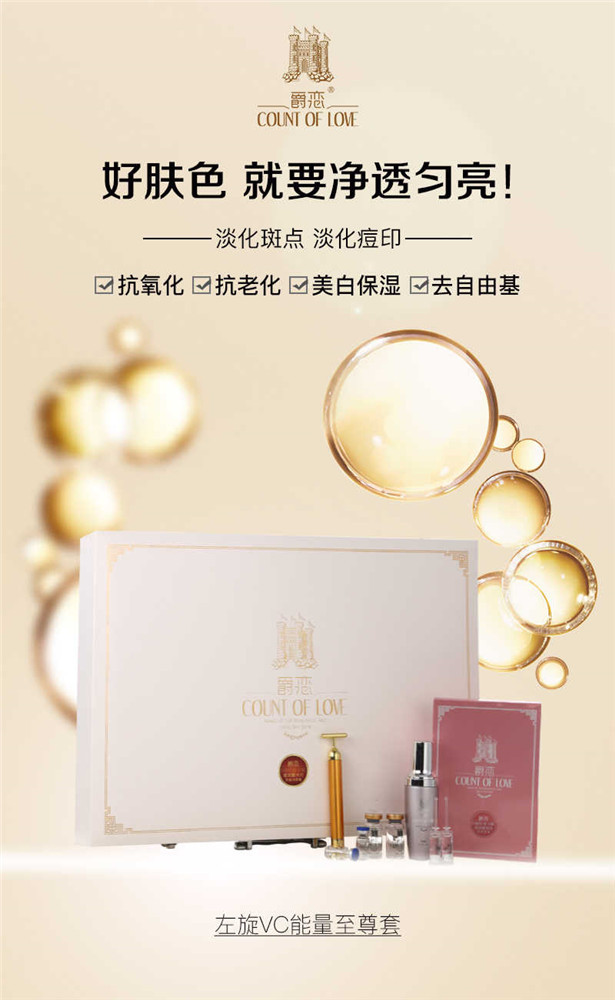 爵恋®
COUNT OF LOVE
好肤色 就要净透匀亮!
淡化斑点 淡化痘印
抗氧化 抗老化 美白保湿 去自由基
爵恋
COUNT OF LOVE
爵恋
COUNT OF LOVE
左旋VC能量至尊套